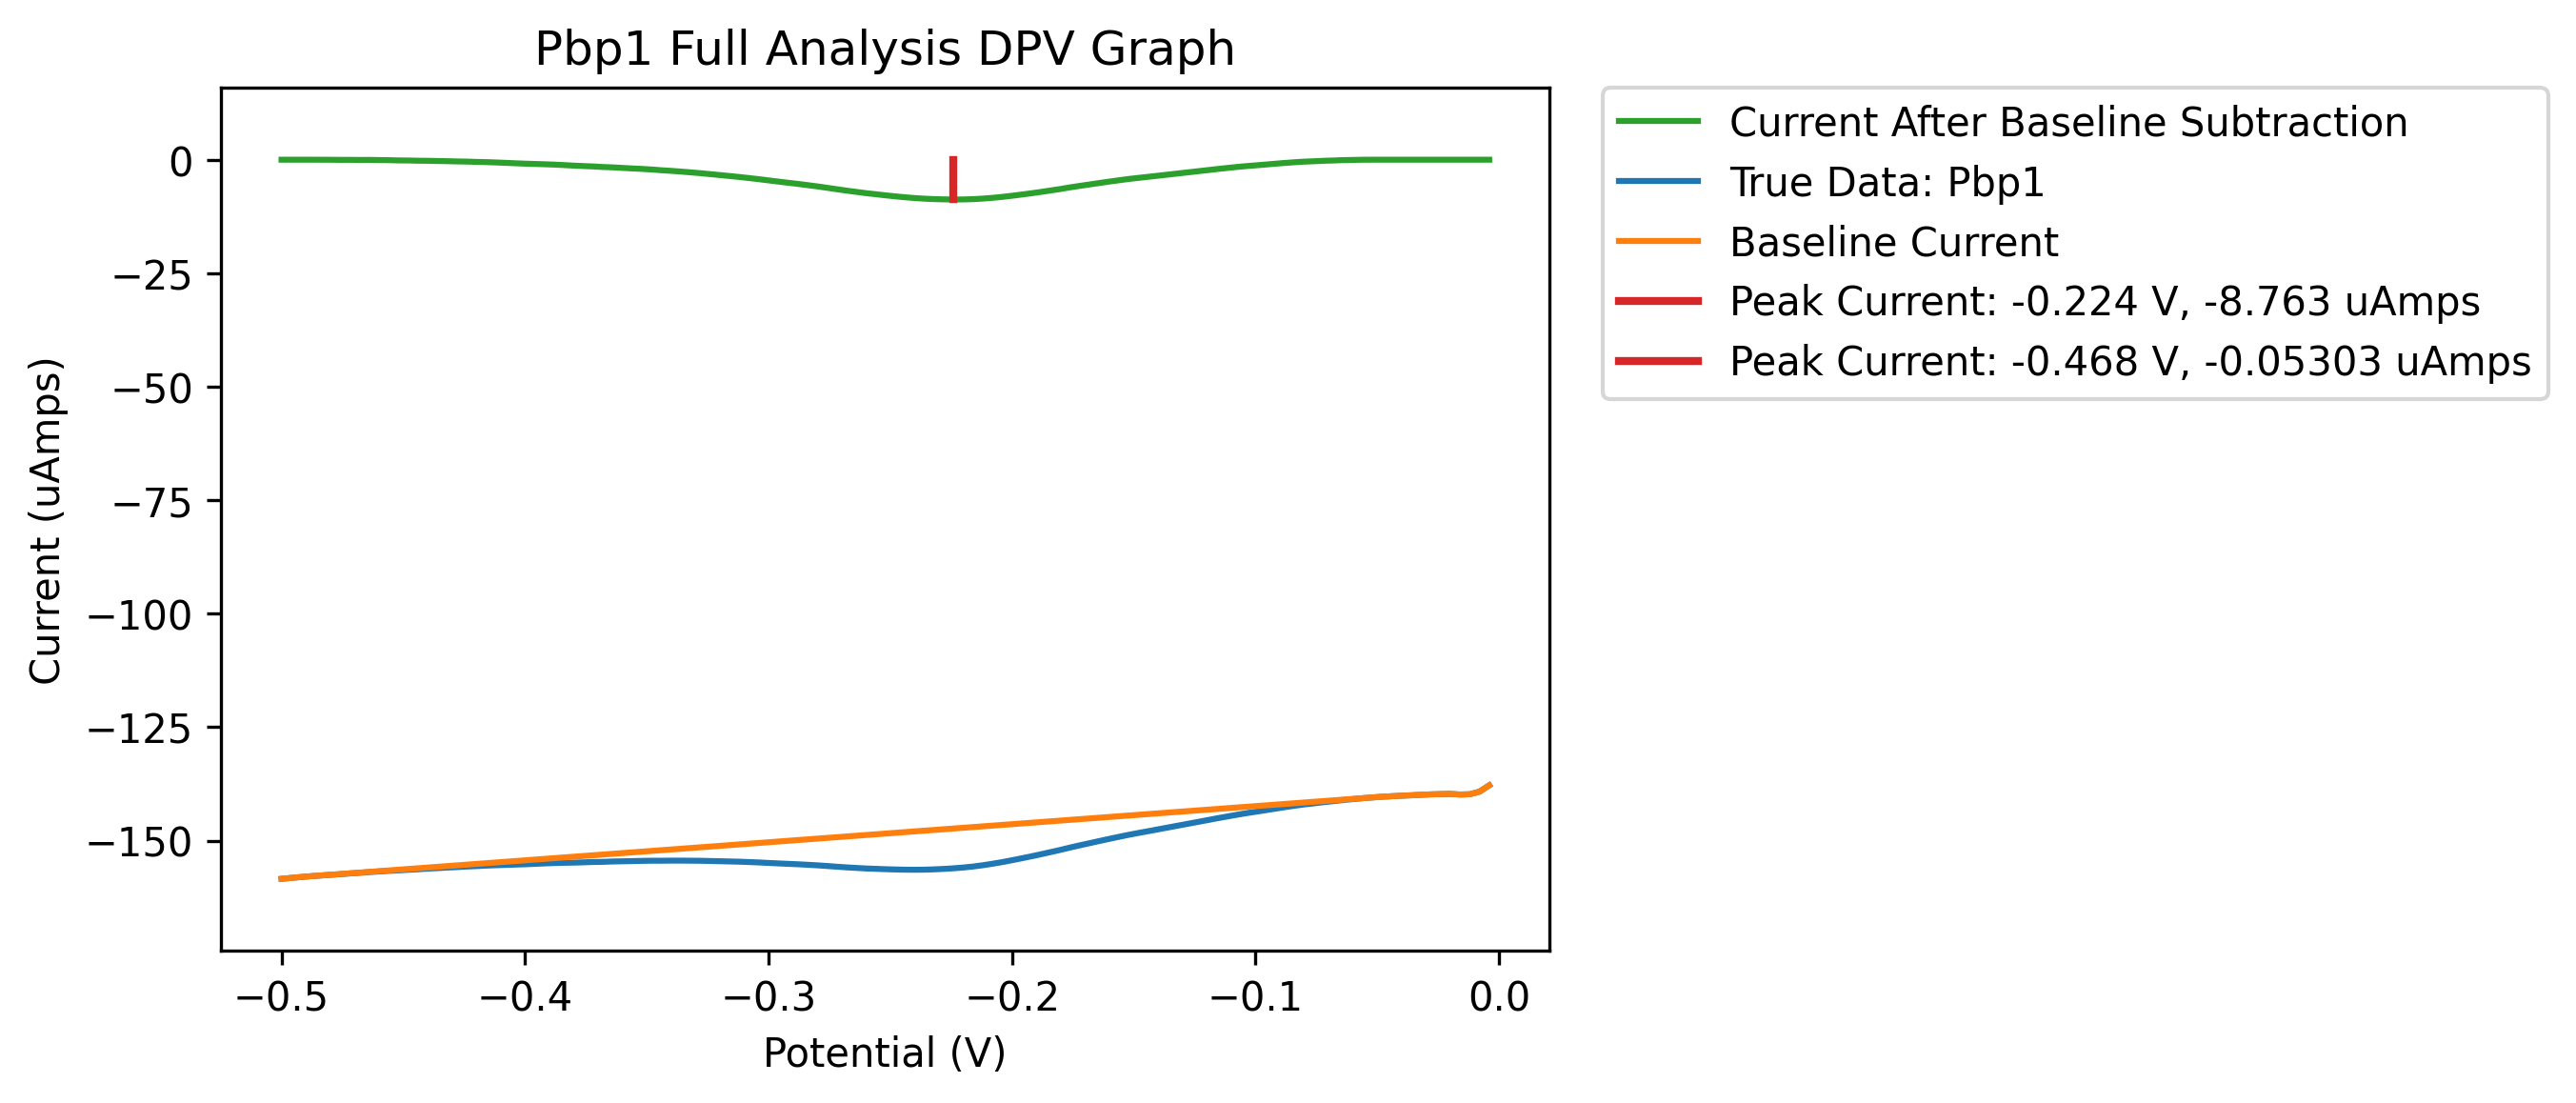 Pbp1 Full Analysis DPV Graph
Current After Baseline Subtraction
True Data: Pbp1
Baseline Current
Peak Current: -0.224 V, -8.763 uAmps
Peak Current: -0.468 V, -0.05303 uAmps
Current (uAmps)
0
−25
−50
−75
−100
−125
−150
−0.5 −0.4 −0.3 −0.2 −0.1 0.0
Potential (V)